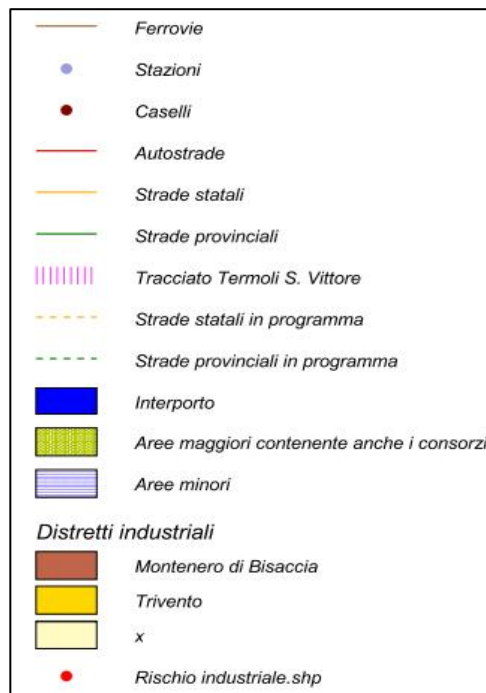 Ferrovie
Stazioni
Caselli
Autostrade
Strade statali
Strade provinciali
Tracciato Termoli S. Vittore
Strade statali in programma
Strade provinciali in programma
Interporto
Aree maggiori contenente anche i consorzi
Aree minori
Distretti industriali
Montenero di Bisaccia
Trivento
x
Rischio industriale.shp